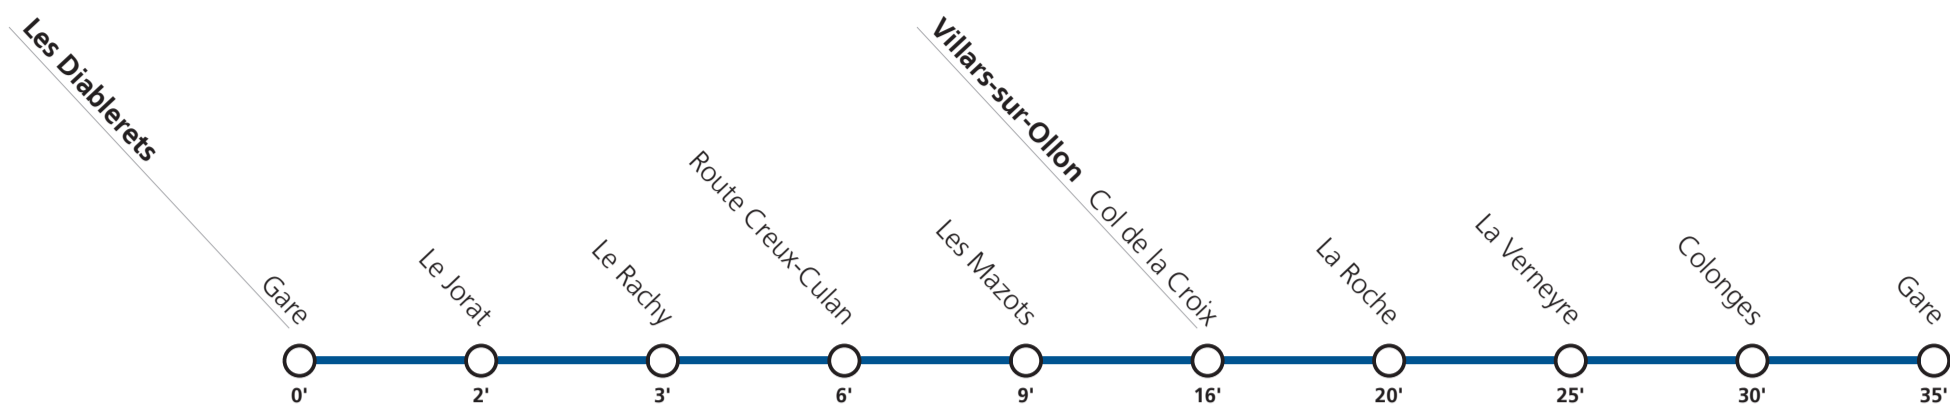 Les Diablerets Gare
Le Jorat
Le Rachy
Route Creux-Culan
Les Mazots
Villars-sur-Ollon Col de la Croix
La Roche
La Verneyre
Colonges
Gare
0' 2' 3' 6' 9' 16' 20' 25' 30' 35'